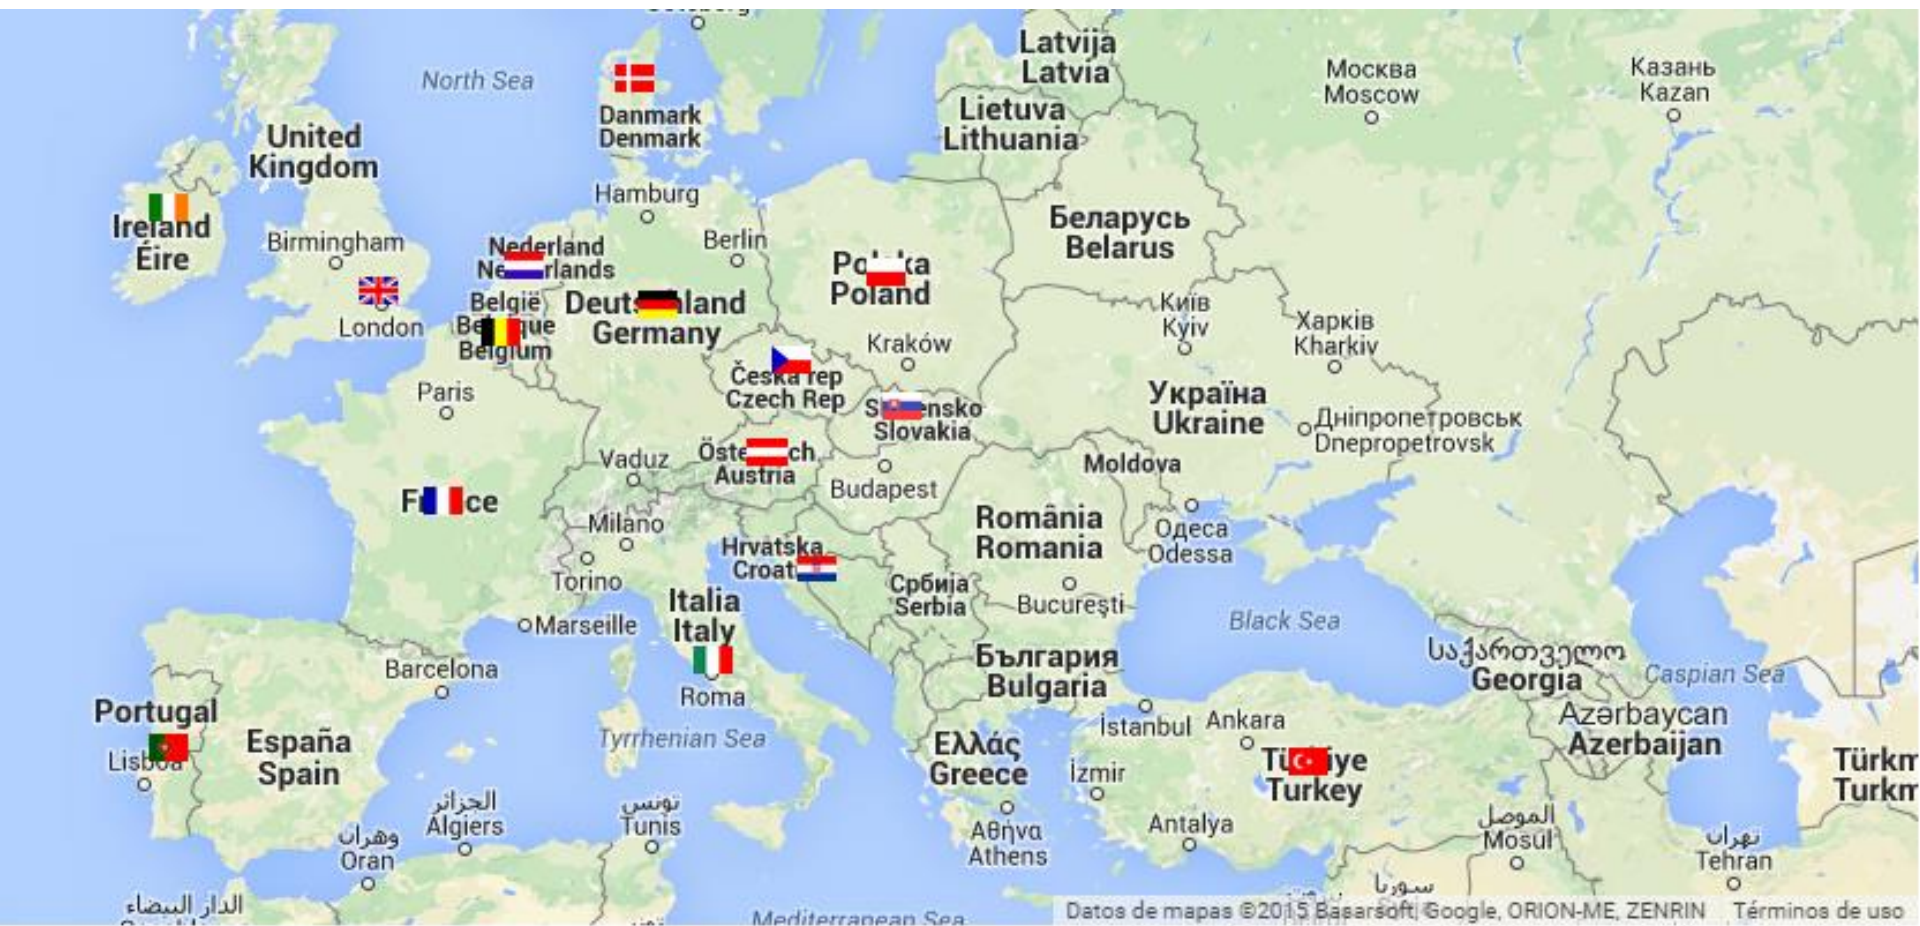 North Sea
Latvija
Latvia
Москва
Moscow
Казань
Kazan
Lietuva
Lithuania
Danmark
Denmark
United
Kingdom
Hamburg
Ireland
Éire
Birmingham
London
Nederland
België
Belgium
Berlin
Germany
Poland
Беларусь
Belarus
Київ
Kyiv
Харків
Kharkiv
Kraków
Paris
Česka rep
Czech Rep
Slovakia
Україна
Ukraine
Дніпропетровськ
Dnepropetrovsk
Vaduz
Austria
Budapest
Moldova
România
Romania
Одеса
Odessa
Milano
Torino
Hrvatska
Србија
Serbia
București
Italia
Italy
Marseille
Black Sea
Barcelona
Roma
България
Bulgaria
საქართველო
Georgia
Caspian Sea
Portugal
Lisboa
España
Spain
Tyrrhenian Sea
Ελλάς
Greece
İstanbul
Ankara
Azərbaycan
Azerbaijan
İzmir
Turkey
Türkm
Turkm
الجزائر
Algiers
تونس
Tunis
وهران
Oran
Αθήνα
Athens
Antalya
الموصل
Mosul
تهران
Tehran
الدار البيضاء
سوريا
Mediterranean Sea
Datos de mapas ©2015 Basarsoft, Google, ORION-ME, ZENRIN
Términos de uso